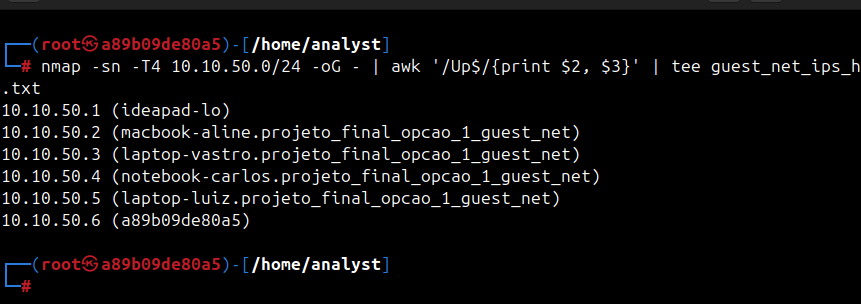 ┌──(root㉿a89b09de80a5)-[/home/analyst]
└─# nmap -sn -T4 10.10.50.0/24 -oG - | awk '/Up$/{print $2, $3}' | tee guest_net_ips_h
.txt
10.10.50.1 (ideapad-lo)
10.10.50.2 (macbook-aline.projeto_final_opcao_1_guest_net)
10.10.50.3 (laptop-vastro.projeto_final_opcao_1_guest_net)
10.10.50.4 (notebook-carlos.projeto_final_opcao_1_guest_net)
10.10.50.5 (laptop-luiz.projeto_final_opcao_1_guest_net)
10.10.50.6 (a89b09de80a5)
┌──(root㉿a89b09de80a5)-[/home/analyst]
└─#